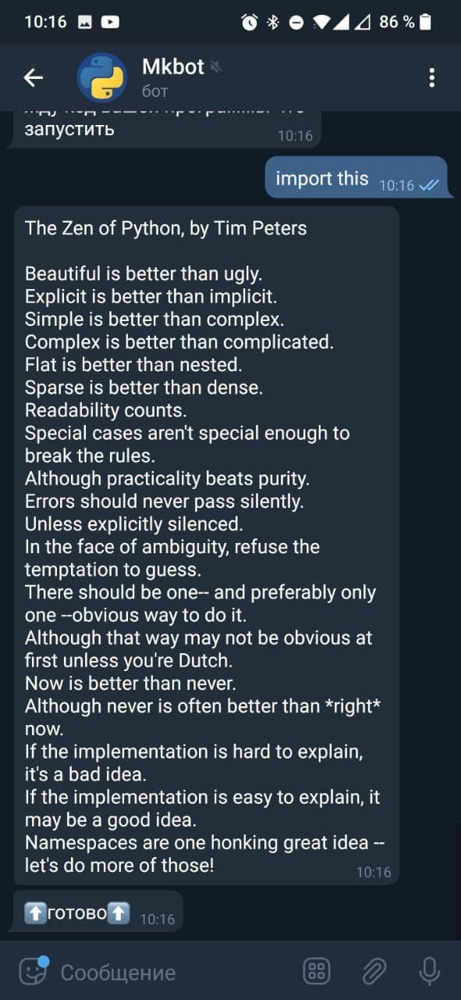 10:16
86 %
Mkbot
бот
запустить
10:16
import this
10:16
The Zen of Python, by Tim Peters
Beautiful is better than ugly.
Explicit is better than implicit.
Simple is better than complex.
Complex is better than complicated.
Flat is better than nested.
Sparse is better than dense.
Readability counts.
Special cases aren't special enough to
break the rules.
Although practicality beats purity.
Errors should never pass silently.
Unless explicitly silenced.
In the face of ambiguity, refuse the
temptation to guess.
There should be one-- and preferably only
one --obvious way to do it.
Although that way may not be obvious at
first unless you're Dutch.
Now is better than never.
Although never is often better than *right*
now.
If the implementation is hard to explain,
it's a bad idea.
If the implementation is easy to explain, it
may be a good idea.
Namespaces are one honking great idea --
let's do more of those!
10:16
⬆️готово⬆️
10:16
Сообщение